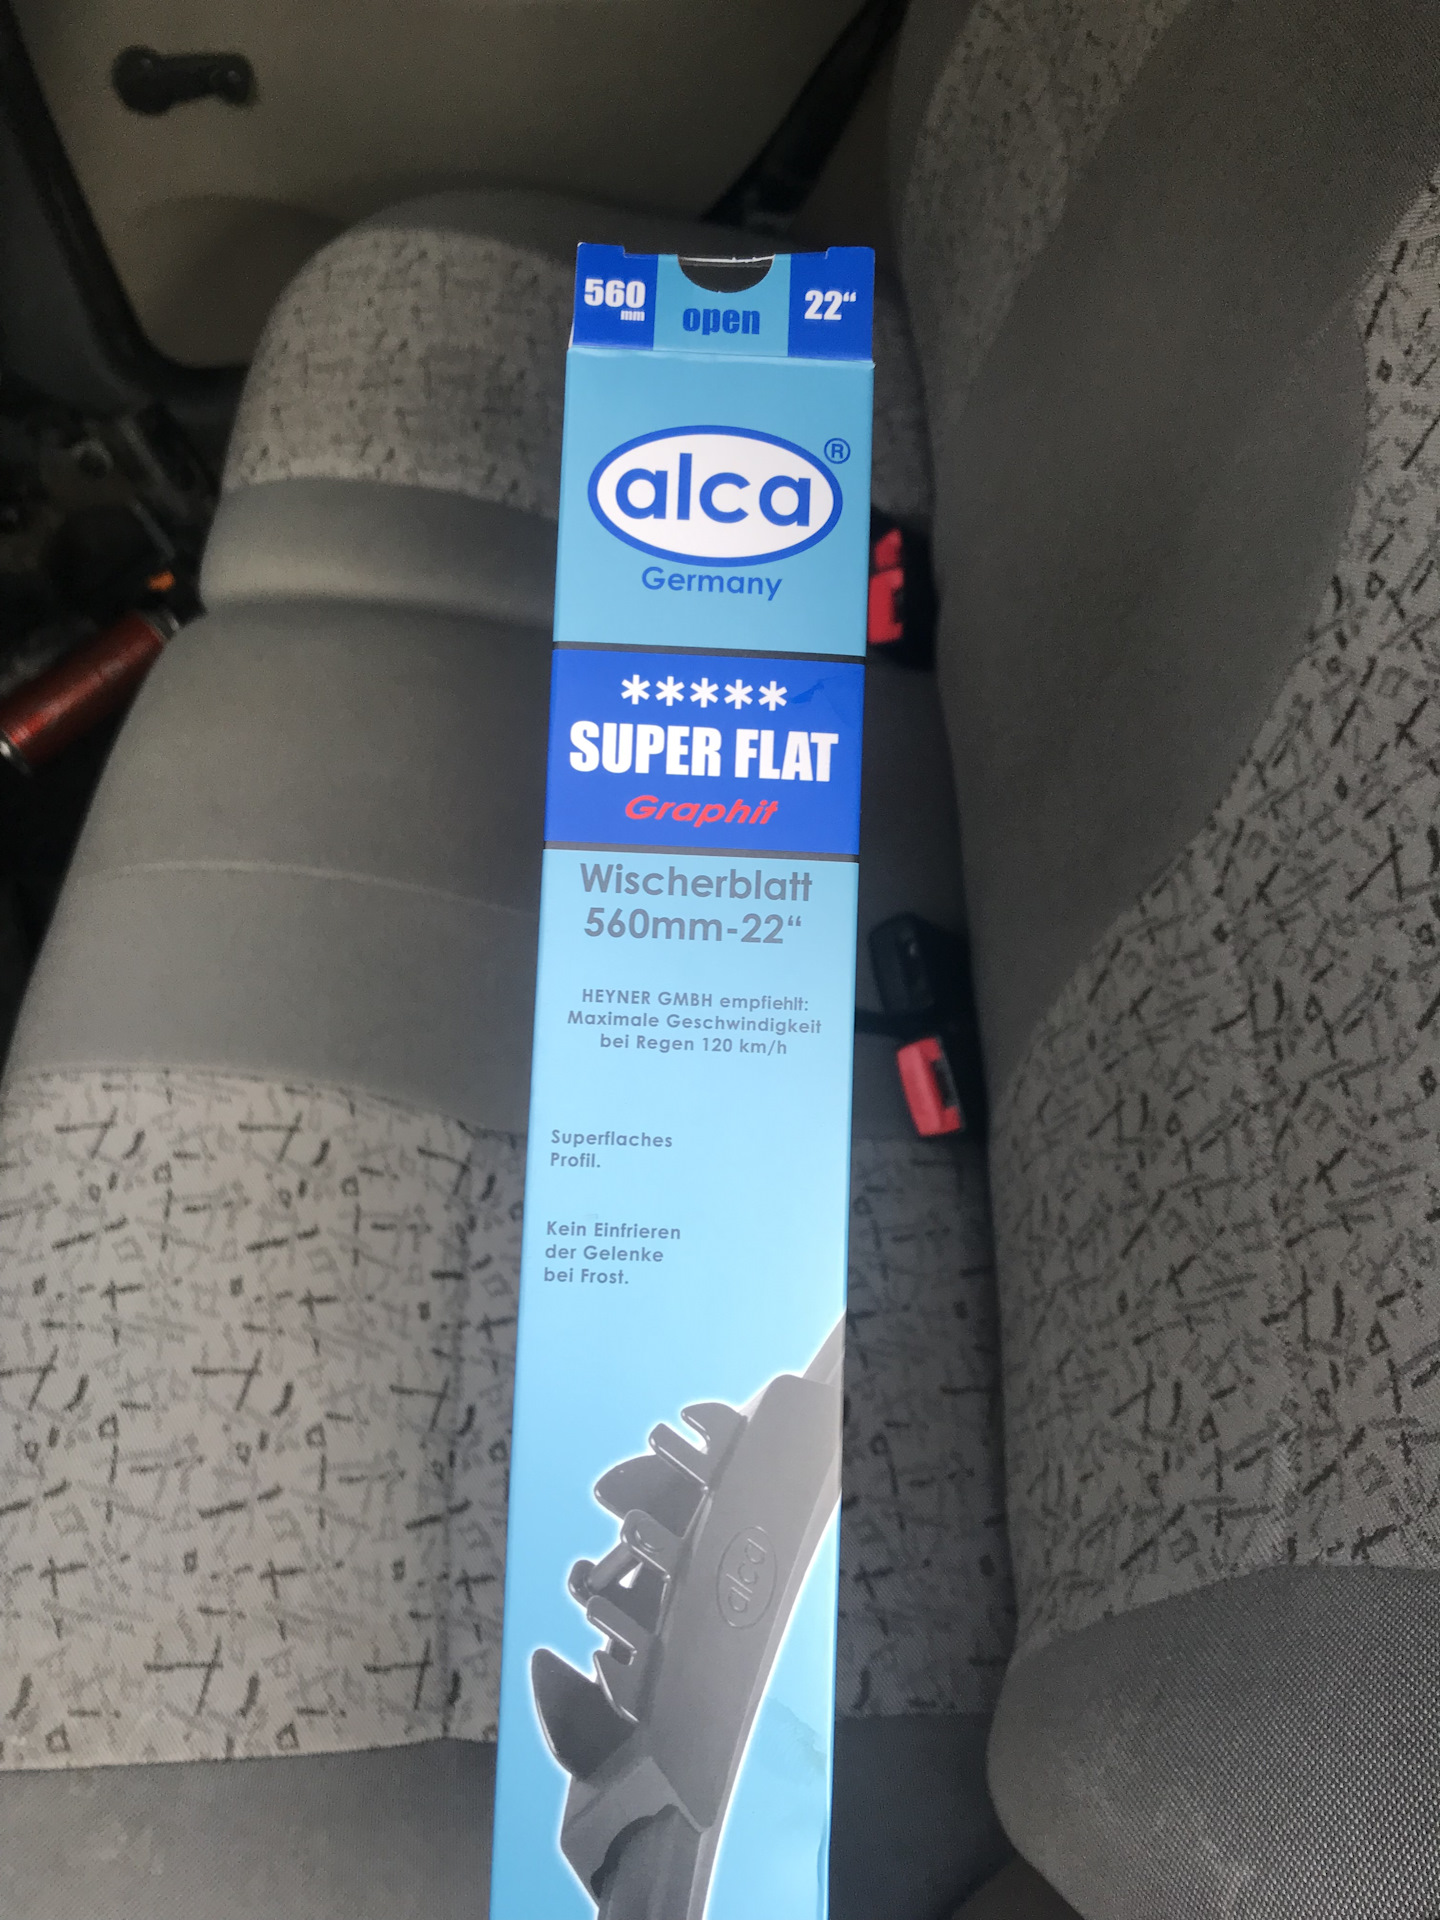 560
mm
open
22“
alca®
Germany
*****
SUPER FLAT
Graphit
Wischerblatt
560mm-22“
HEYNER GMBH empfiehlt:
Maximale Geschwindigkeit
bei Regen 120 km/h
Superflaches
Profil.
Kein Einfrieren
der Gelenke
bei Frost.
alca